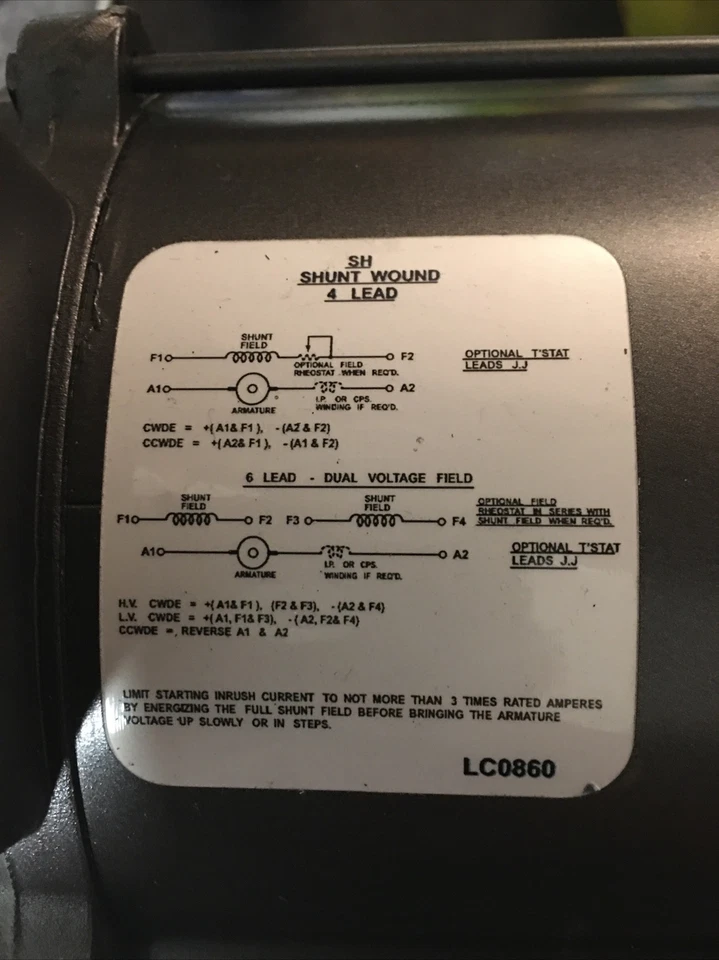 SH
SHUNT WOUND
4 LEAD
SHUNT
FIELD
F1
F2
OPTIONAL FIELD
RHEOSTAT WHEN REQ'D.
OPTIONAL T'STAT
LEADS J.J
A1
A2
ARMATURE
I.P. OR CPS.
WINDING IF REQ'D.
CWDE = +(A1& F1), -(A2 & F2)
CCWDE = +(A2& F1), -(A1 & F2)
6 LEAD - DUAL VOLTAGE FIELD
SHUNT
FIELD
SHUNT
FIELD
F1 F2 F3 F4
OPTIONAL FIELD
RHEOSTAT IN SERIES WITH
SHUNT FIELD WHEN REQ'D.
A1
A2
ARMATURE
I.P. OR CPS.
WINDING IF REQ'D.
OPTIONAL T'STAT
LEADS J.J
H.V. CWDE = +(A1& F1), (F2 & F3), -(A2 & F4)
L.V. CWDE = +(A1, F1& F3), -(A2, F2& F4)
CCWDE =, REVERSE A1 & A2
LIMIT STARTING INRUSH CURRENT TO NOT MORE THAN 3 TIMES RATED AMPERES
BY ENERGIZING THE FULL SHUNT FIELD BEFORE BRINGING THE ARMATURE
VOLTAGE UP SLOWLY OR IN STEPS.
LC0860